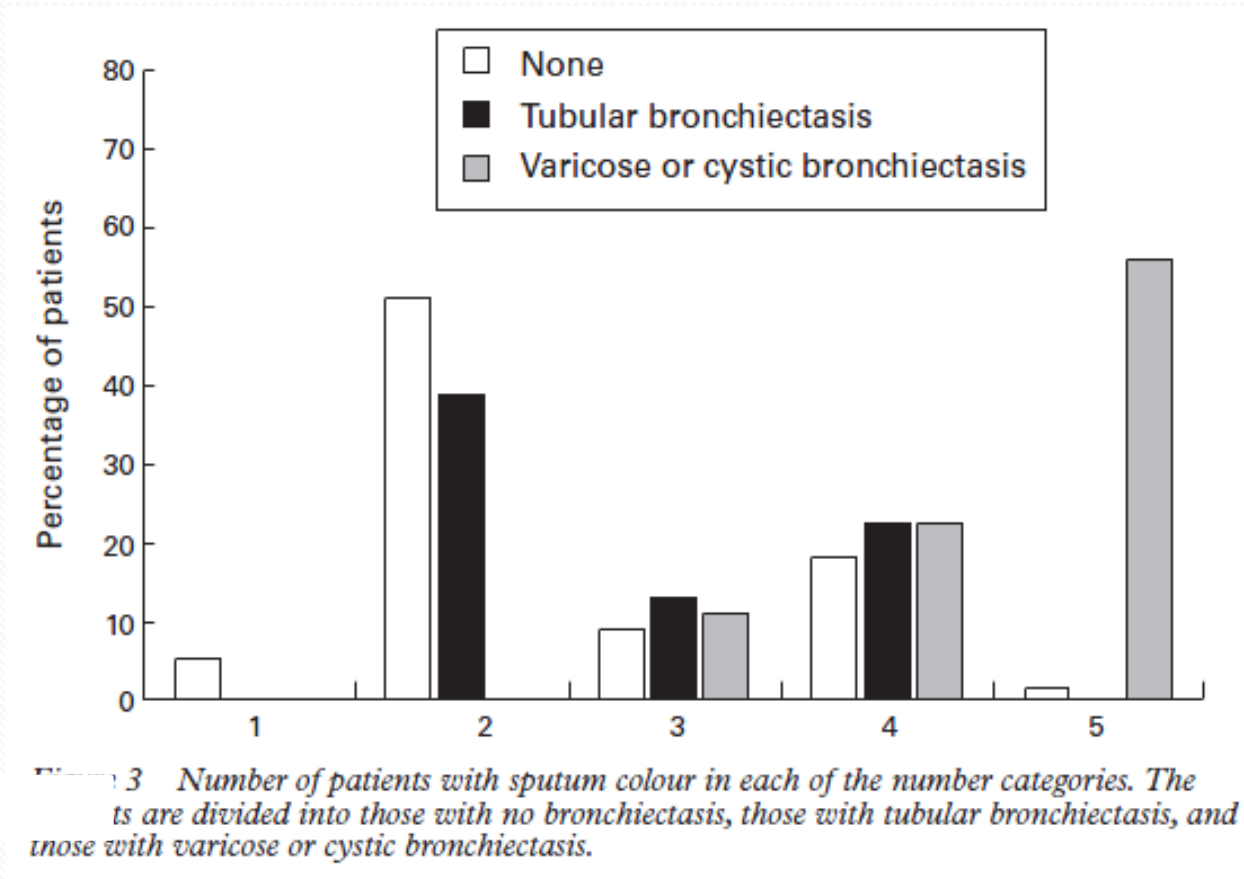 None
Tubular bronchiectasis
Varicose or cystic bronchiectasis
Percentage of patients
80
70
60
50
40
30
20
10
0
1 2 3 4 5
3 Number of patients with sputum colour in each of the number categories. The
are divided into those with no bronchiectasis, those with tubular bronchiectasis, and
those with varicose or cystic bronchiectasis.